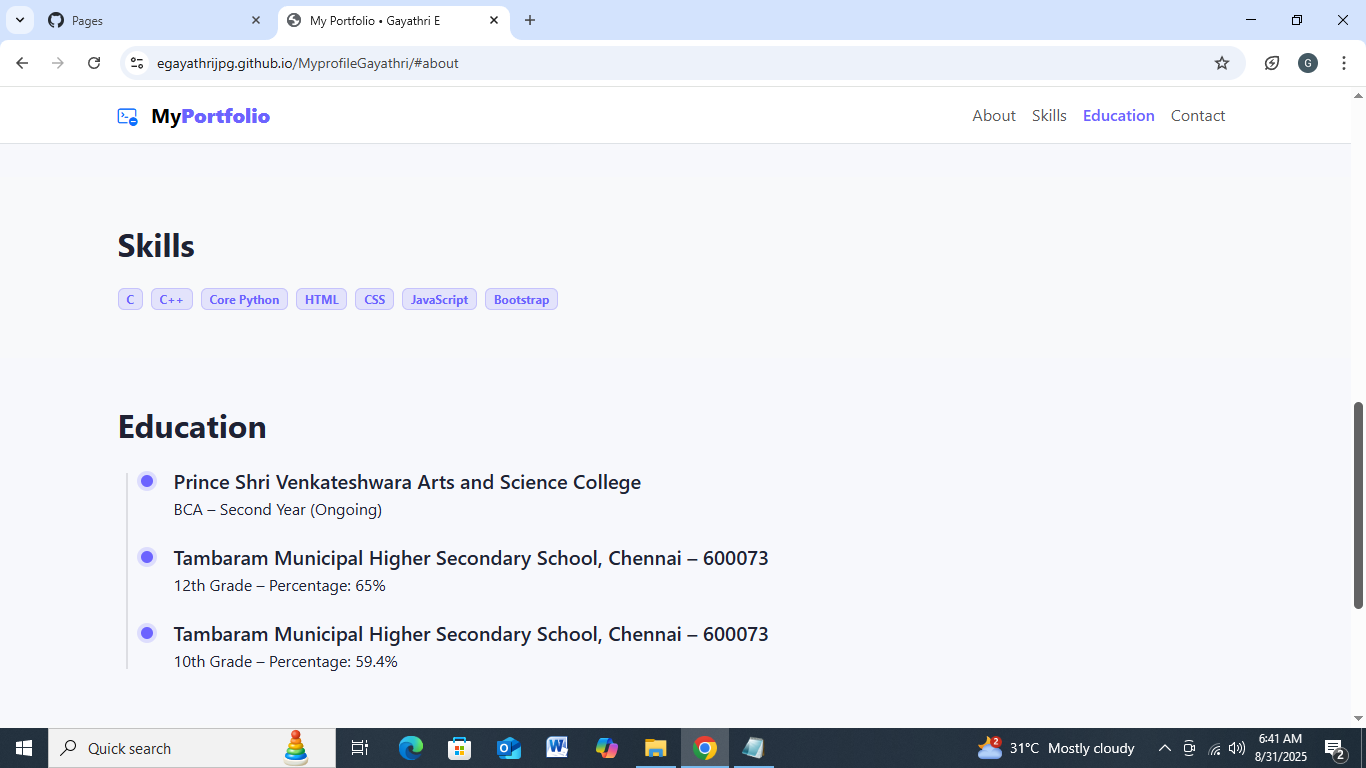 Pages
My Portfolio • Gayathri E
egayathrijpg.github.io/MyprofileGayathri/#about
G
MyPortfolio
About Skills Education Contact
Skills
C C++ Core Python HTML CSS JavaScript Bootstrap
Education
Prince Shri Venkateshwara Arts and Science College
BCA – Second Year (Ongoing)
Tambaram Municipal Higher Secondary School, Chennai – 600073
12th Grade – Percentage: 65%
Tambaram Municipal Higher Secondary School, Chennai – 600073
10th Grade – Percentage: 59.4%
Quick search
2
31°C Mostly cloudy
6:41 AM
8/31/2025
2